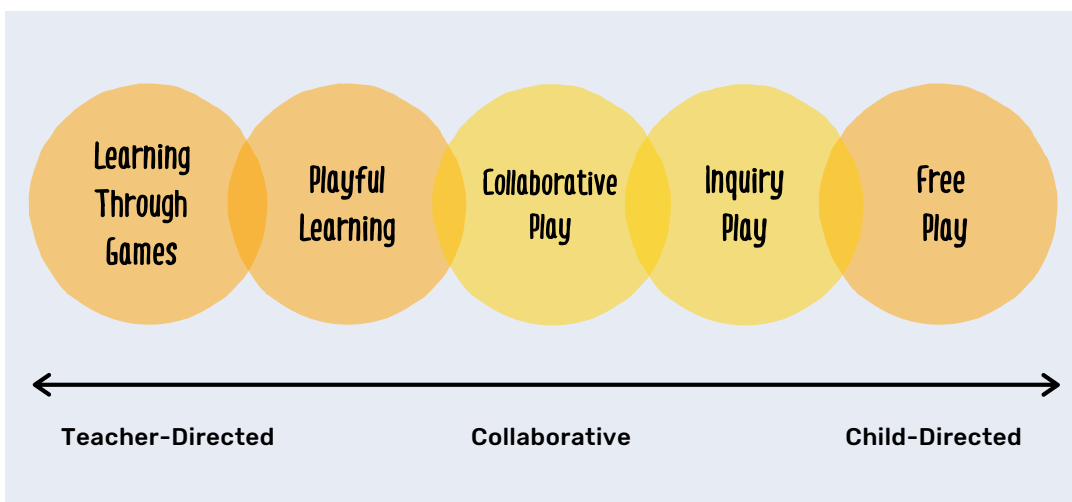 Learning
Through
Games
Playful
Learning
Collaborative
Play
Inquiry
Play
Free
Play
Teacher-Directed
Collaborative
Child-Directed